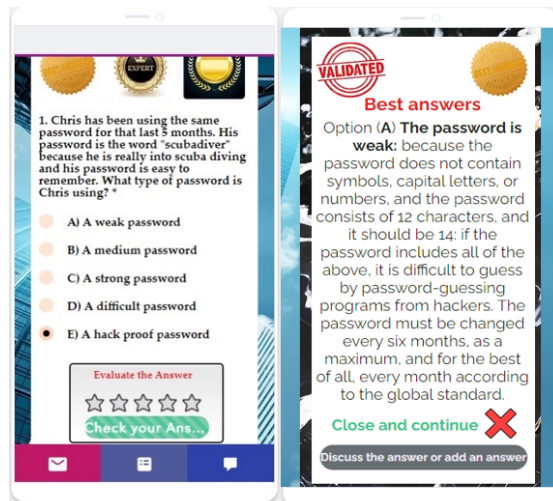 EXPERT
1. Chris has been using the same
password for that last 5 months. His
password is the word "scubadiver"
because he is really into scuba diving
and his password is easy to
remember. What type of password is
Chris using? *
A) A weak password
B) A medium password
C) A strong password
D) A difficult password
E) A hack proof password
Evaluate the Answer
Check your Ans...
VALIDATED
Best answers
Option (A) The password is
weak: because the
password does not contain
symbols, capital letters, or
numbers, and the password
consists of 12 characters, and
it should be 14: if the
password includes all of the
above, it is difficult to guess
by password-guessing
programs from hackers. The
password must be changed
every six months, as a
maximum, and for the best
of all, every month according
to the global standard.
Close and continue
Discuss the answer or add an answer